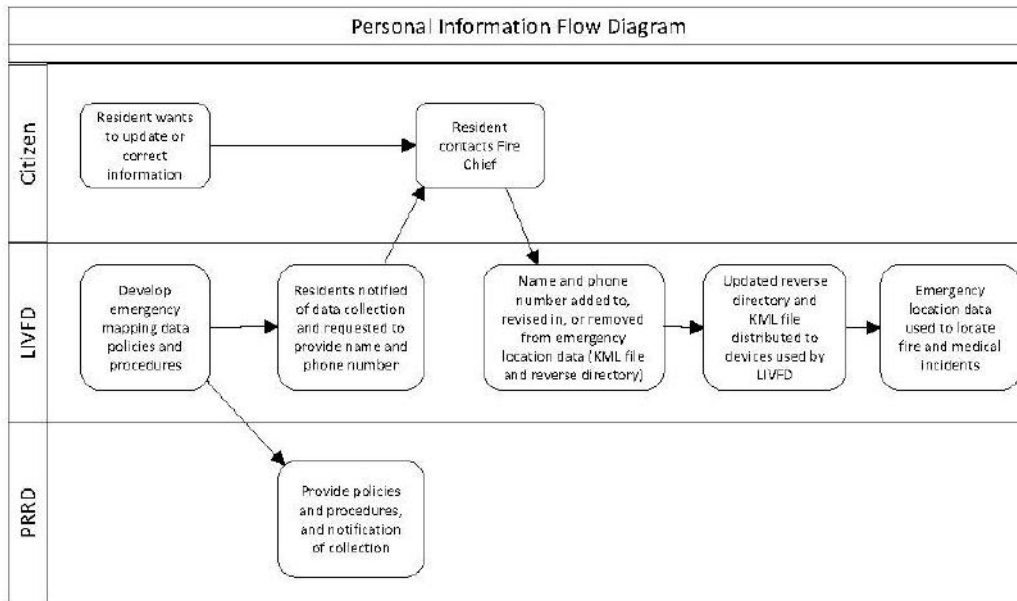 Personal Information Flow Diagram
Citizen
Resident wants
to update or
correct
information
Resident
contacts Fire
Chief
LIVFD
Develop
emergency
mapping data
policies and
procedures
Residents notified
of data collection
and requested to
provide name and
phone number
Name and phone
number added to,
revised in, or removed
from emergency
location data (KML file
and reverse directory)
Updated reverse
directory and
KML file
distributed to
devices used by
LIVFD
Emergency
location data
used to locate
fire and medical
incidents
PRRD
Provide policies
and procedures,
and notification
of collection